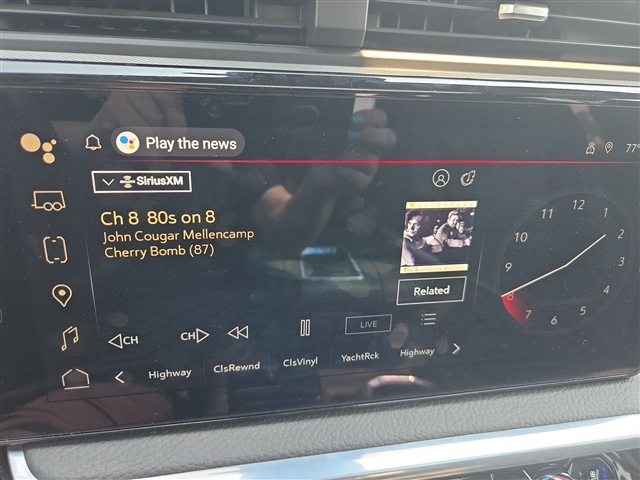 Play the news
77°
SiriusXM
Ch 8 80s on 8
John Cougar Mellencamp
Cherry Bomb (87)
Related
12
1
2
3
4
5
6
7
8
9
10
11
CH
CH
LIVE
Highway
ClsRewnd
ClsVinyl
YachtRck
Highway